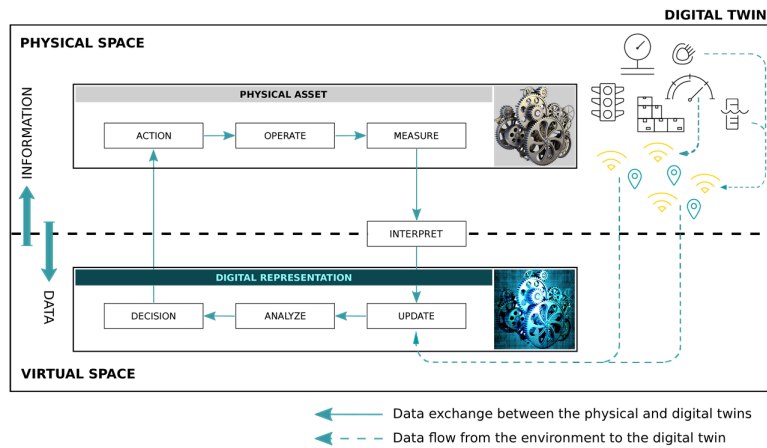 DIGITAL TWIN
PHYSICAL SPACE
PHYSICAL ASSET
ACTION
OPERATE
MEASURE
INFORMATION
INTERPRET
DATA
DIGITAL REPRESENTATION
DECISION
ANALYZE
UPDATE
VIRTUAL SPACE
Data exchange between the physical and digital twins
Data flow from the environment to the digital twin